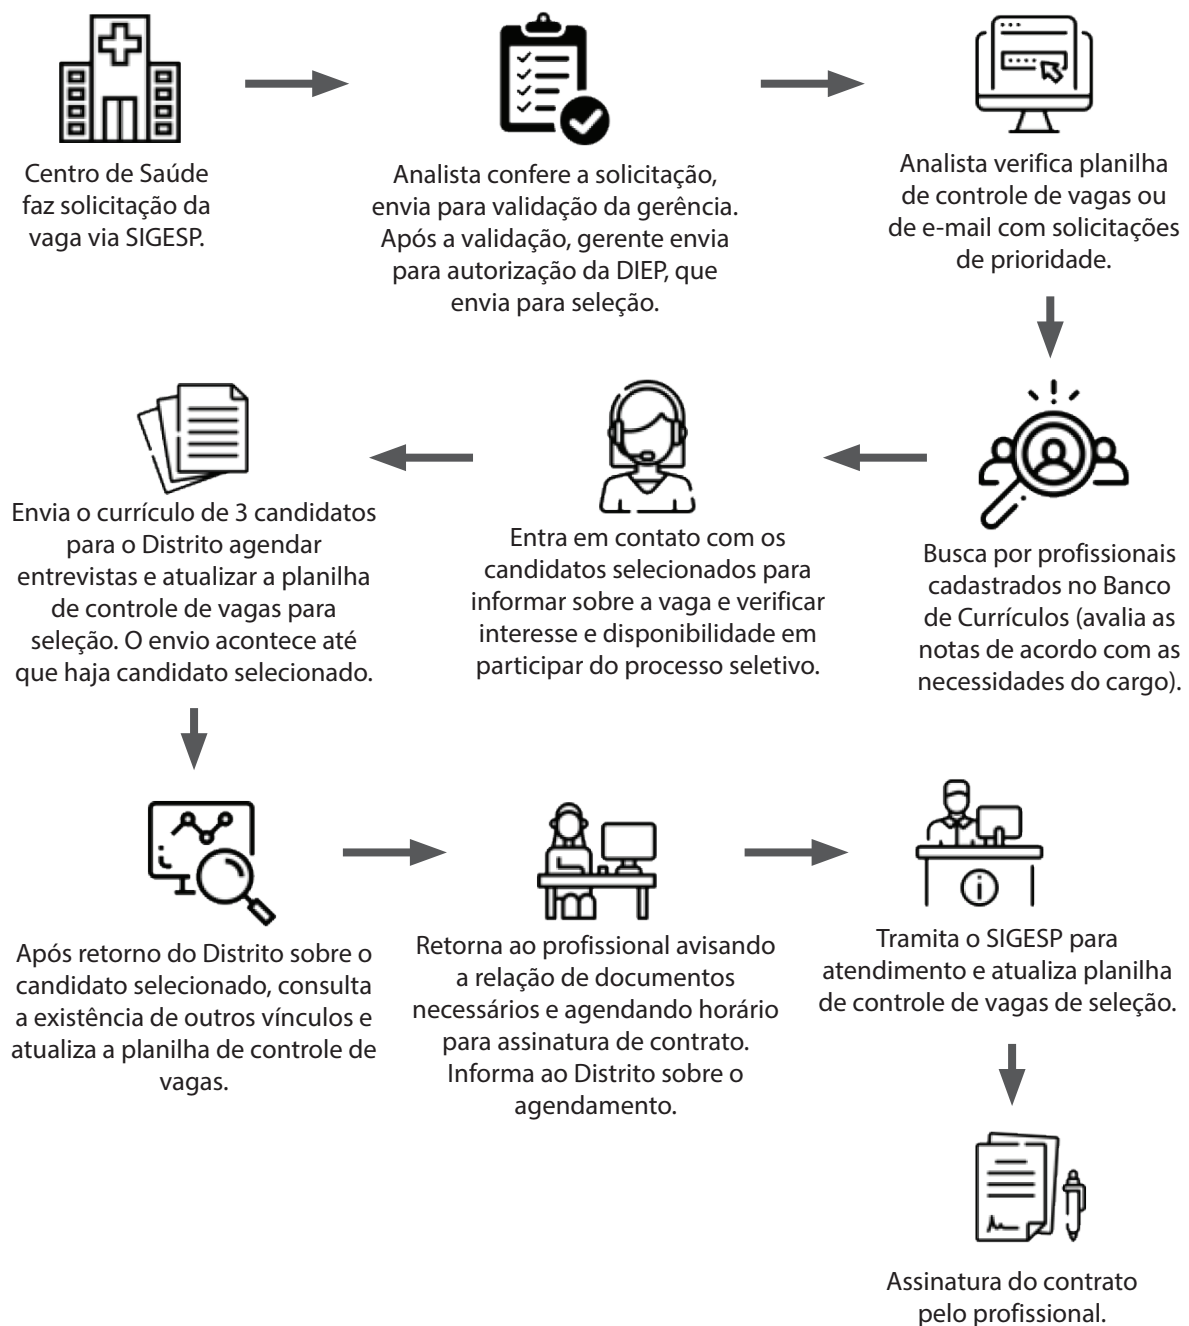 Centro de Saúde
faz solicitação da
vaga via SIGESP.
Analista confere a solicitação,
envia para validação da gerência.
Após a validação, gerente envia
para autorização da DIEP, que
envia para seleção.
Analista verifica planilha
de controle de vagas ou
de e-mail com solicitações
de prioridade.
Busca por profissionais
cadastrados no Banco
de Currículos (avalia as
notas de acordo com as
necessidades do cargo).
Entra em contato com os
candidatos selecionados para
informar sobre a vaga e verificar
interesse e disponibilidade em
participar do processo seletivo.
Envia o currículo de 3 candidatos
para o Distrito agendar
entrevistas e atualizar a planilha
de controle de vagas para
seleção. O envio acontece até
que haja candidato selecionado.
Após retorno do Distrito sobre o
candidato selecionado, consulta
a existência de outros vínculos e
atualiza a planilha de controle de
vagas.
Retorna ao profissional avisando
a relação de documentos
necessários e agendando horário
para assinatura de contrato.
Informa ao Distrito sobre o
agendamento.
Tramita o SIGESP para
atendimento e atualiza planilha
de controle de vagas de seleção.
Assinatura do contrato
pelo profissional.